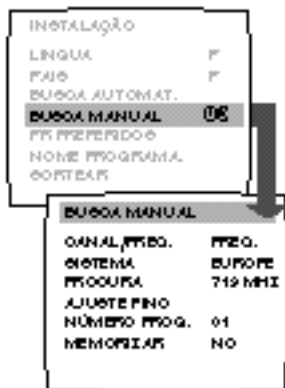 INSTALAÇÃO
LINGUA P
PAIS P
BUSCA AUTOMAT.
BUSCA MANUAL OK
PR PREFERIDOS
NOME PROGRAMA
SORTEAR
BUSCA MANUAL
CANAL/FREQ. FREQ.
SISTEMA EUROPE
PROCURA 719 MHZ
AJUSTE FINO
NÚMERO PROG. 01
MEMORIZAR NO